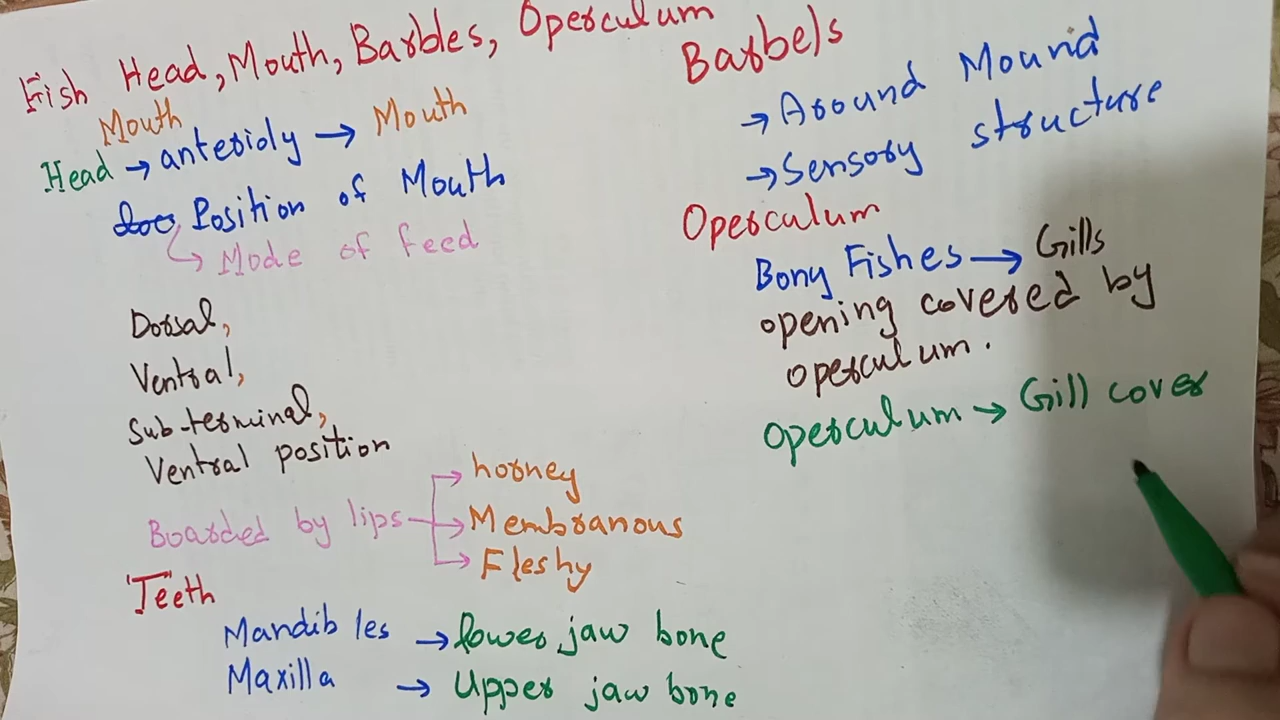 Fish Head, Mouth, Barbles, Operculum
Mouth
Head → anterioly → Mouth
Position of Mouth
↳ Mode of feed
Dorsal,
Ventral,
Sub-terminal,
Ventral position
Boarded by lips → horney
→ Membranous
→ Fleshy
Teeth
Mandibles → lower jaw bone
Maxilla → Upper jaw bone
Barbels
→ Around Mound
→ Sensory structure
Operculum
Bony Fishes → Gills
opening covered by
operculum.
Operculum → Gill cover